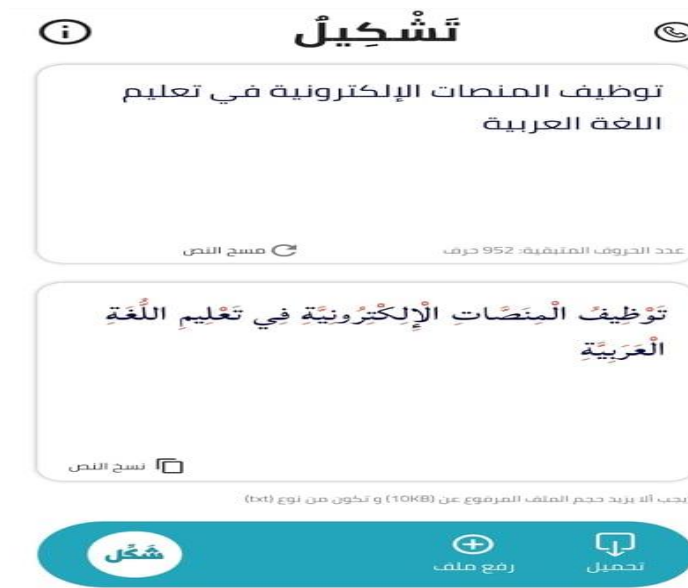 تَشْكِيلٌ
توظيف المنصات الإلكترونية في تعليم
اللغة العربية
عدد الحروف المتبقية: 952 حرف
مسح النص
تَوْظِيفُ الْمِنَصَّاتِ الْإِلِكْتِرُونِيَّةِ فِي تَعْلِيمِ اللُّغَةِ
الْعَرَبِيَّةِ
نسخ النص
يجب ألا يزيد حجم الملف المرفوع عن (10KB) و تكون من نوع (txt)
تحميل
رفع ملف
شَكِّل